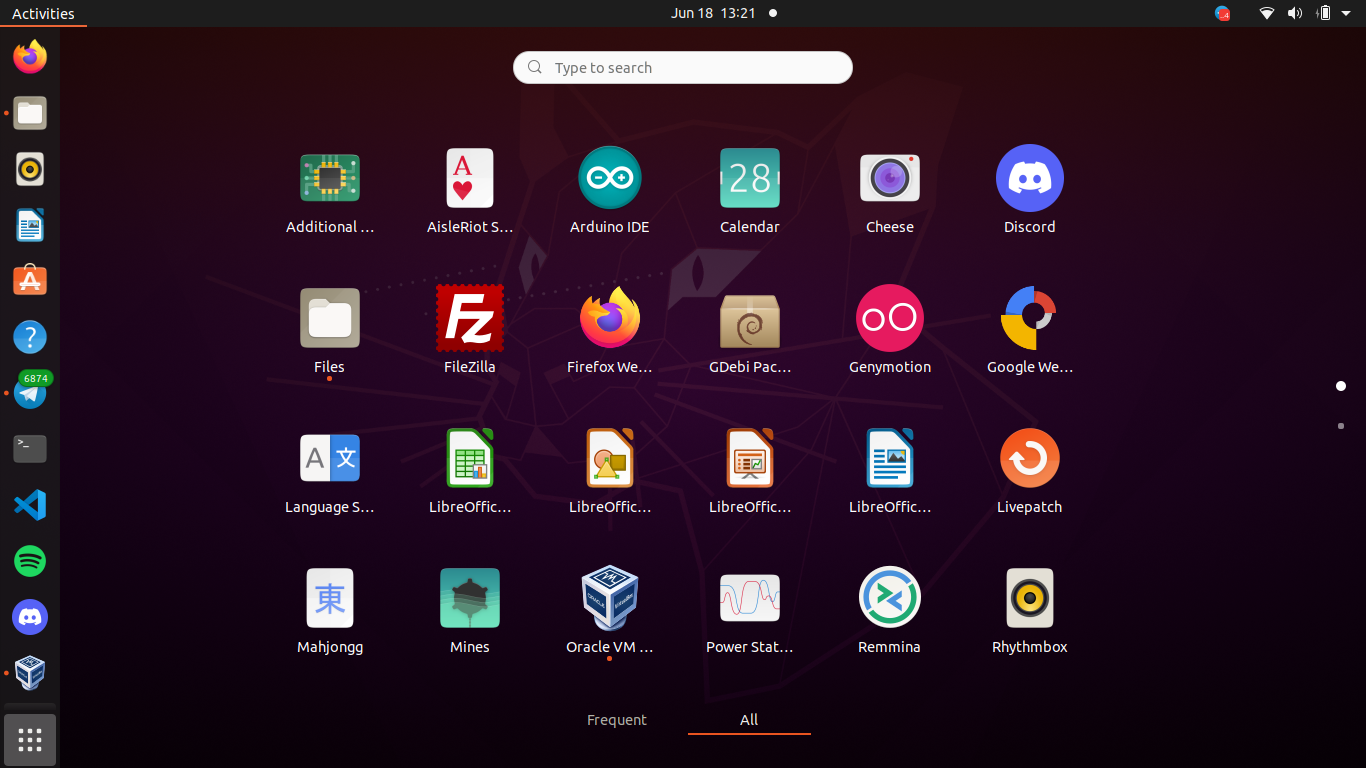 Activities
Jun 18 13:21
4
Type to search
Additional ...
A
AisleRiot S...
Arduino IDE
28
Calendar
Cheese
Discord
Files
Fz
FileZilla
Firefox We...
GDebi Pac...
Genymotion
Google We...
?
6874
>_
A 文
Language S...
LibreOffic...
LibreOffic...
LibreOffic...
LibreOffic...
Livepatch
東
Mahjongg
Mines
Oracle VM ...
Power Stat...
Remmina
Rhythmbox
Frequent
All